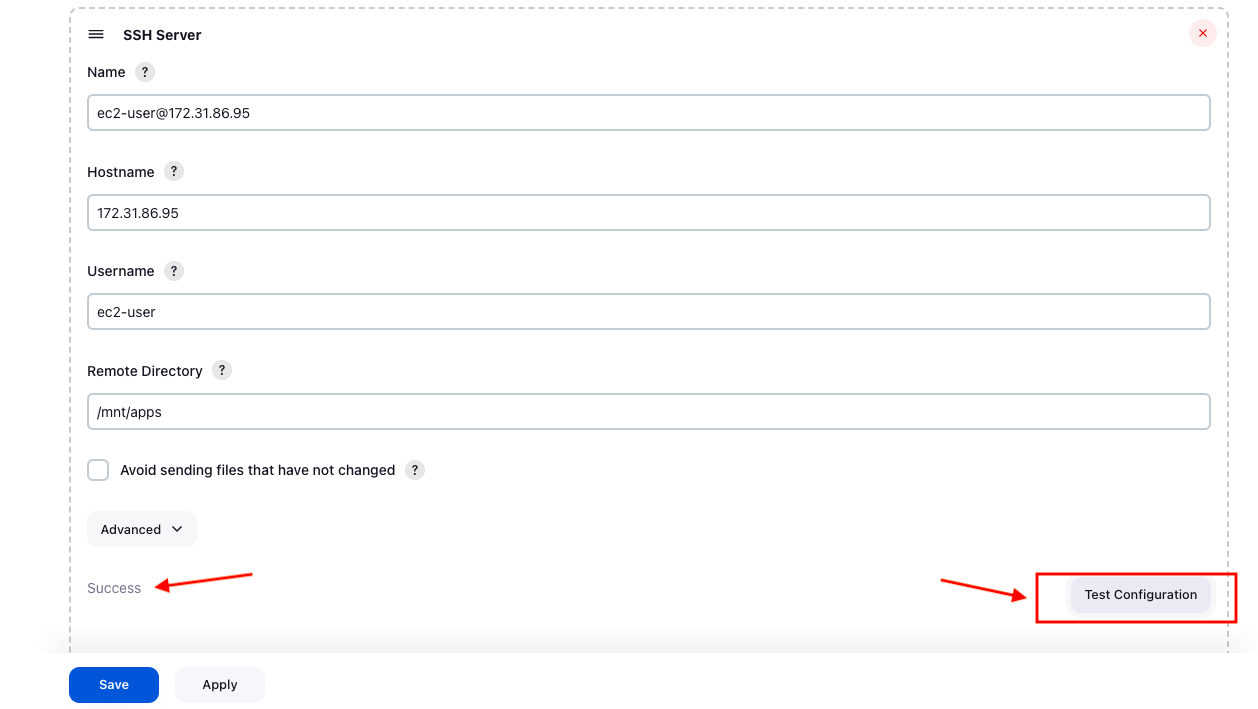 SSH Server
Name ?
ec2-user@172.31.86.95
Hostname ?
172.31.86.95
Username ?
ec2-user
Remote Directory ?
/mnt/apps
Avoid sending files that have not changed ?
Advanced
Success
Test Configuration
Save Apply